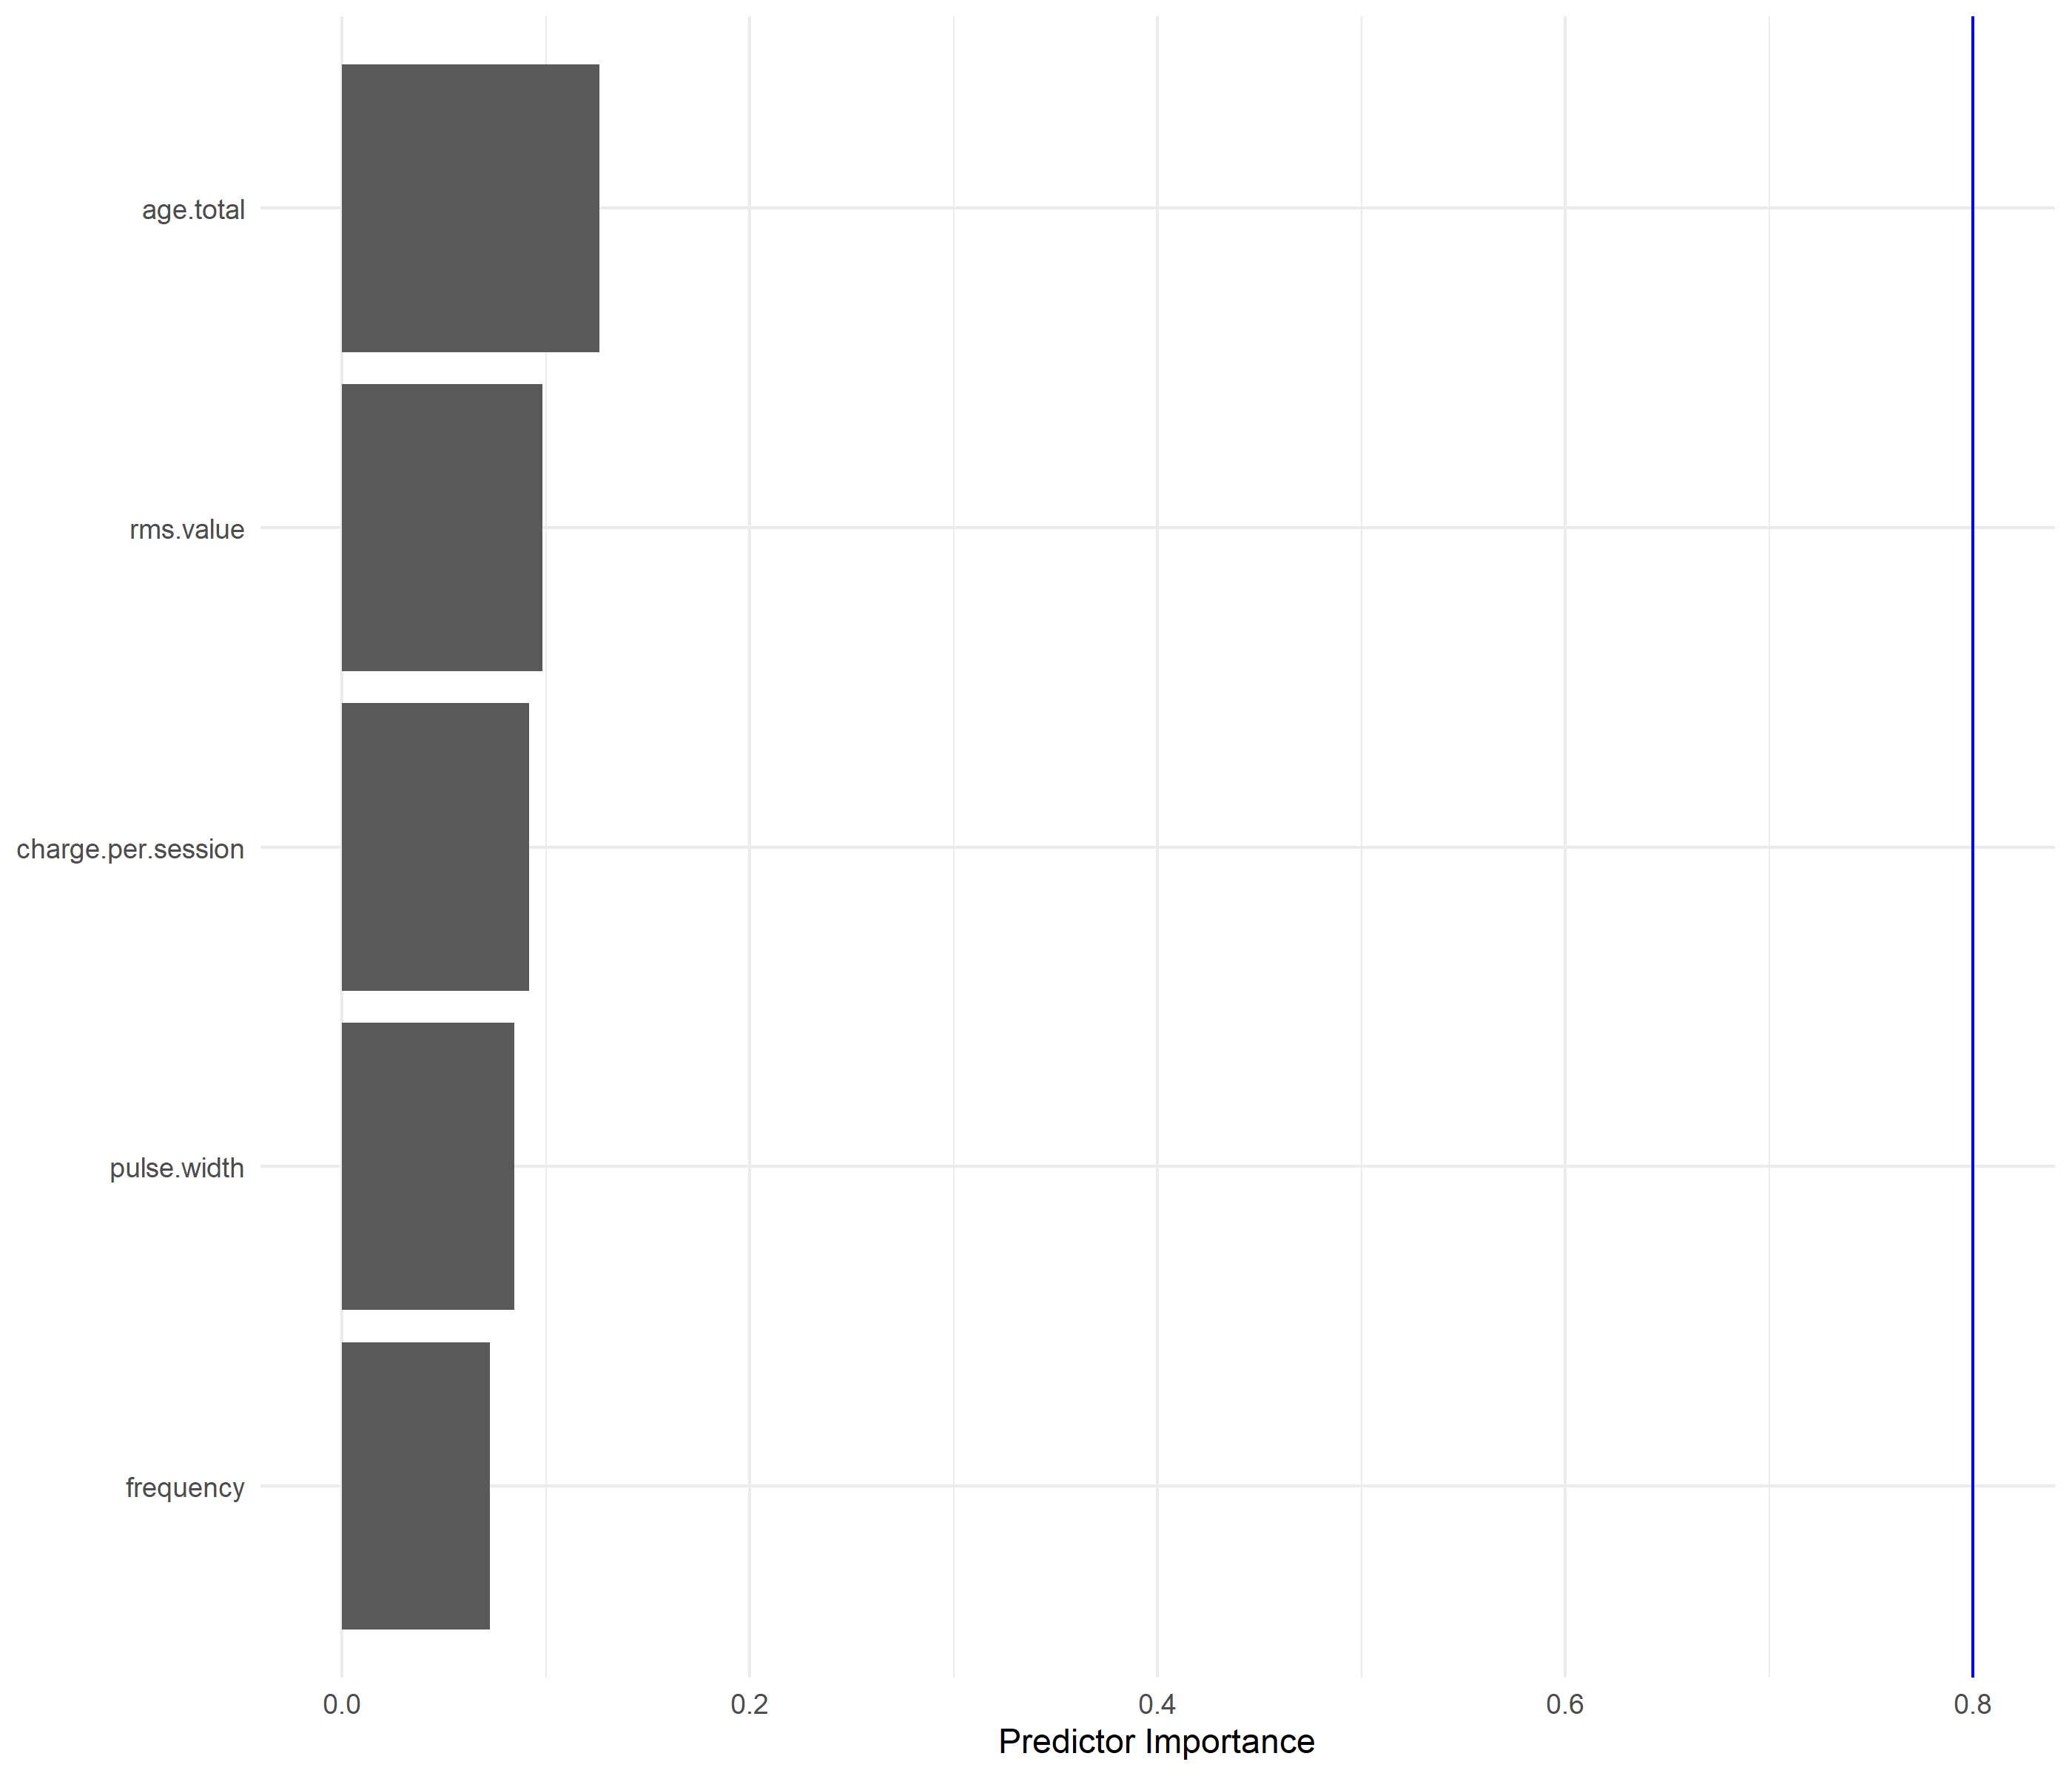 age.total
rms.value
charge.per.session
pulse.width
frequency
0.0 0.2 0.4 0.6 0.8
Predictor Importance